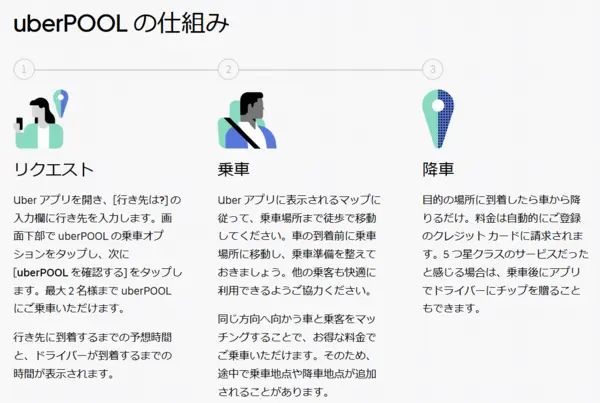 uberPOOL の仕組み
1
2
3
リクエスト
Uber アプリを開き、[行き先は?] の
入力欄に行き先を入力します。画
面下部で uberPOOL の乗車オプ
ションをタップし、次に
[uberPOOL を確認する] をタップし
ます。最大 2 名様まで uberPOOL
にご乗車いただけます。
行き先に到着するまでの予想時間
と、ドライバーが到着するまでの
時間が表示されます。
乗車
Uber アプリに表示されるマップに
従って、乗車場所まで徒歩で移動
してください。車の到着前に乗車
場所に移動し、乗車準備を整えて
おきましょう。他の乗客も快適に
利用できるようご協力ください。
同じ方向へ向かう車と乗客をマッ
チングすることで、お得な料金で
ご乗車いただけます。そのため、
途中で乗車地点や降車地点が追加
されることがあります。
降車
目的の場所に到着したら車から降
りるだけ。料金は自動的にご登録
のクレジット カードに請求されま
す。5 つ星クラスのサービスだった
と感じる場合は、乗車後にアプリ
でドライバーにチップを贈ること
もできます。